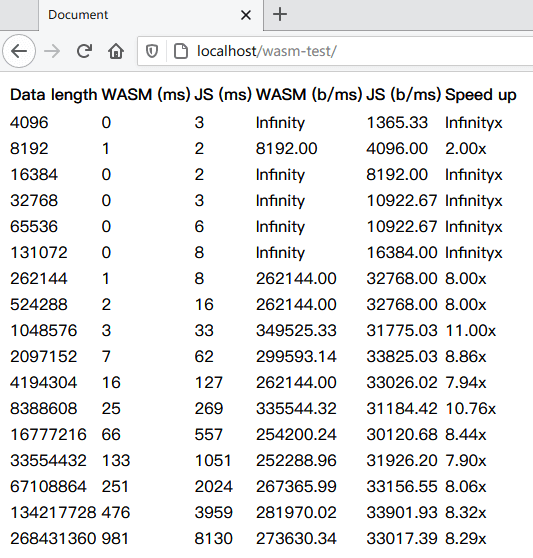 Document
localhost/wasm-test/
Data length WASM (ms) JS (ms) WASM (b/ms) JS (b/ms) Speed up
4096 0 3 Infinity 1365.33 Infinityx
8192 1 2 8192.00 4096.00 2.00x
16384 0 2 Infinity 8192.00 Infinityx
32768 0 3 Infinity 10922.67 Infinityx
65536 0 6 Infinity 10922.67 Infinityx
131072 0 8 Infinity 16384.00 Infinityx
262144 1 8 262144.00 32768.00 8.00x
524288 2 16 262144.00 32768.00 8.00x
1048576 3 33 349525.33 31775.03 11.00x
2097152 7 62 299593.14 33825.03 8.86x
4194304 16 127 262144.00 33026.02 7.94x
8388608 25 269 335544.32 31184.42 10.76x
16777216 66 557 254200.24 30120.68 8.44x
33554432 133 1051 252288.96 31926.20 7.90x
67108864 251 2024 267365.99 33156.55 8.06x
134217728 476 3959 281970.02 33901.93 8.32x
268431360 981 8130 273630.34 33017.39 8.29x